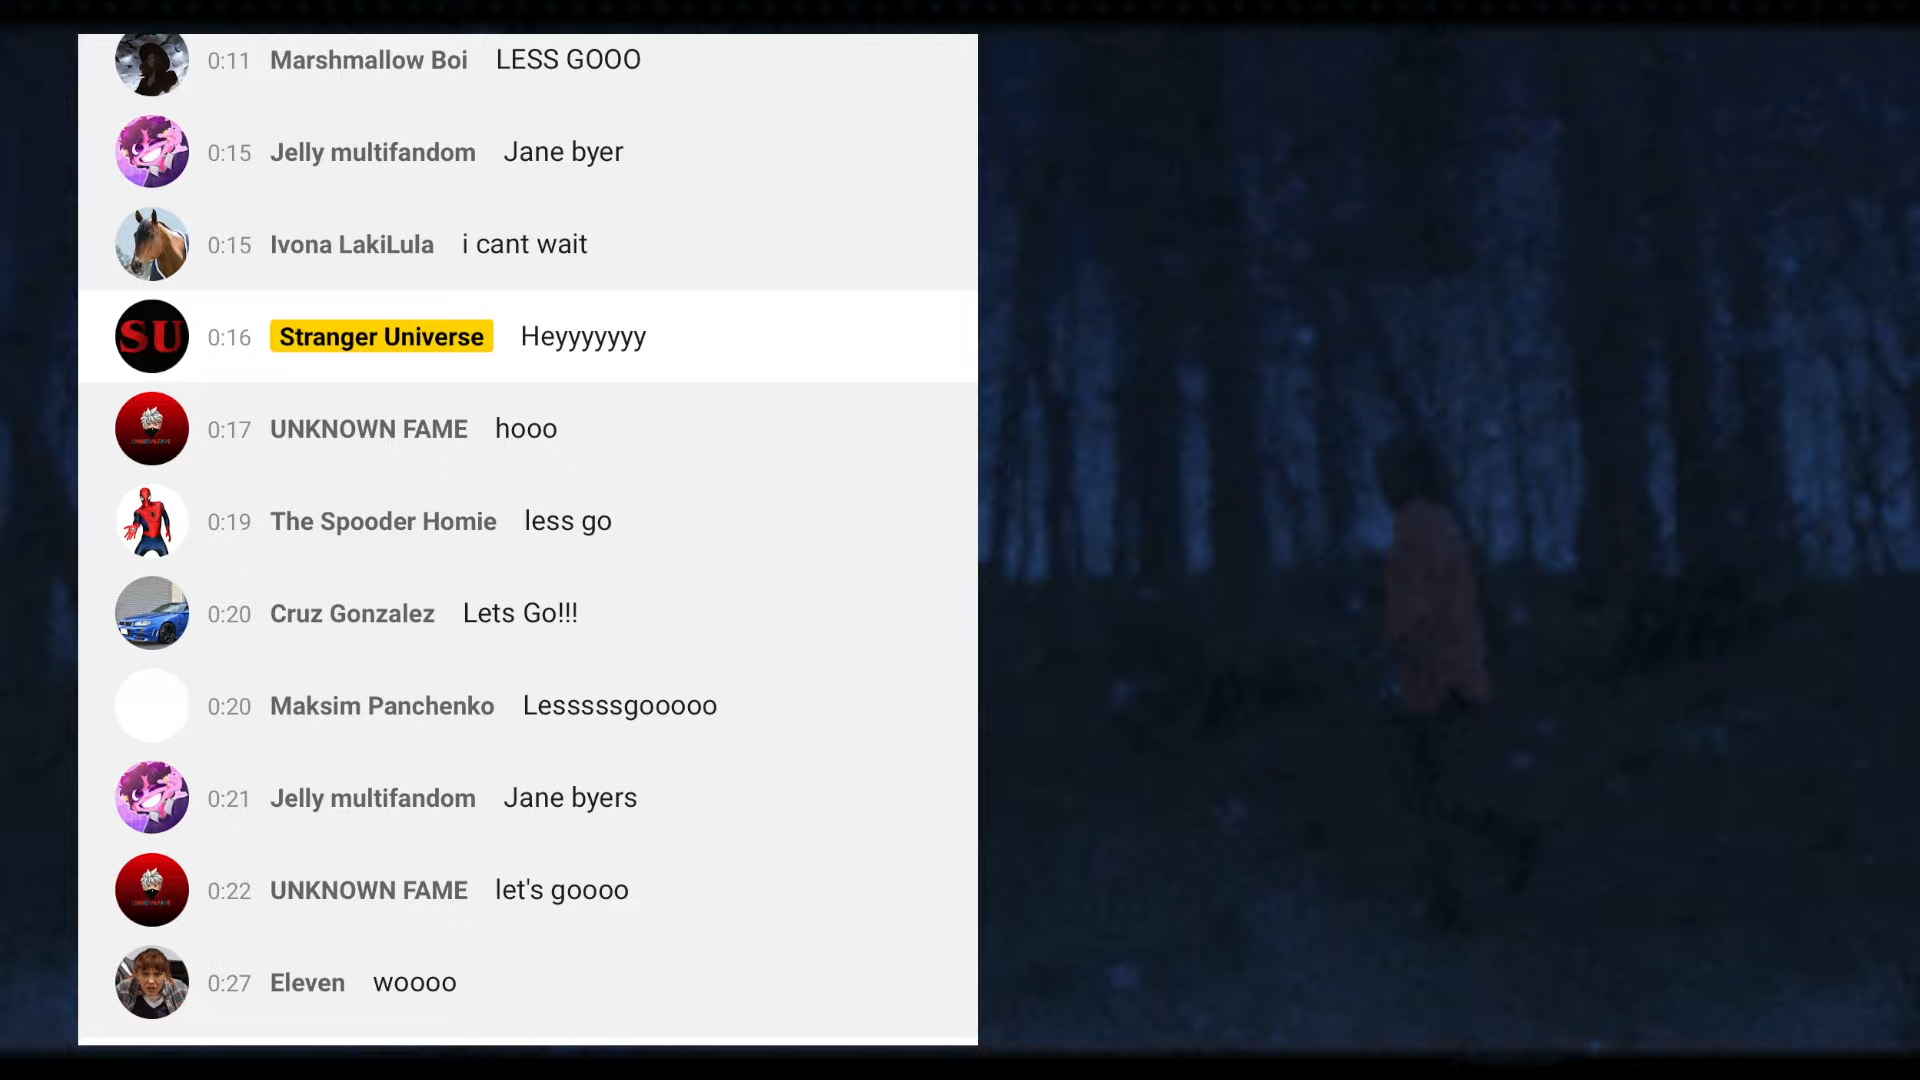 0:11 Marshmallow Boi LESS GOOO
0:15 Jelly multifandom Jane byer
0:15 Ivona LakiLula i cant wait
SU 0:16 Stranger Universe Heyyyyyyy
0:17 UNKNOWN FAME hooo
0:19 The Spooder Homie less go
0:20 Cruz Gonzalez Lets Go!!!
0:20 Maksim Panchenko Lesssssgooooo
0:21 Jelly multifandom Jane byers
0:22 UNKNOWN FAME let's goooo
0:27 Eleven woooo